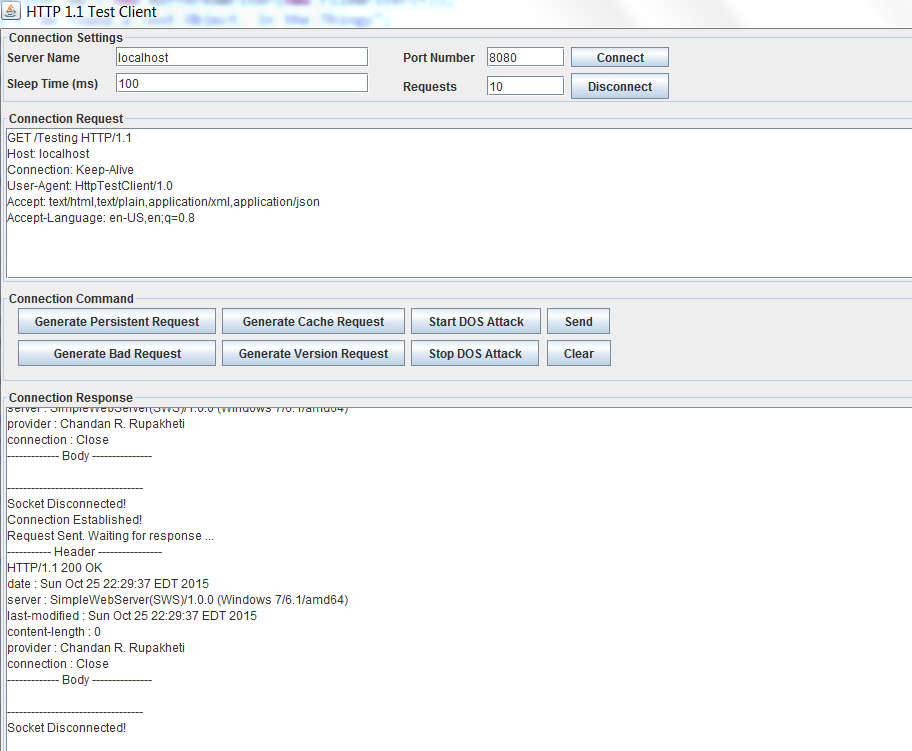 HTTP 1.1 Test Client
Connection Settings
Server Name localhost Port Number 8080 Connect
Sleep Time (ms) 100 Requests 10 Disconnect
Connection Request
GET /Testing HTTP/1.1
Host: localhost
Connection: Keep-Alive
User-Agent: HttpTestClient/1.0
Accept: text/html,text/plain,application/xml,application/json
Accept-Language: en-US,en;q=0.8
Connection Command
Generate Persistent Request Generate Cache Request Start DOS Attack Send
Generate Bad Request Generate Version Request Stop DOS Attack Clear
Connection Response
server : SimpleWebServer(SWS)/1.0.0 (Windows 7/6.1/amd64)
provider : Chandan R. Rupakheti
connection : Close
------------- Body ---------------
----------------------------------
Socket Disconnected!
Connection Established!
Request Sent. Waiting for response ...
----------- Header ----------------
HTTP/1.1 200 OK
date : Sun Oct 25 22:29:37 EDT 2015
server : SimpleWebServer(SWS)/1.0.0 (Windows 7/6.1/amd64)
last-modified : Sun Oct 25 22:29:37 EDT 2015
content-length : 0
provider : Chandan R. Rupakheti
connection : Close
------------- Body ---------------
----------------------------------
Socket Disconnected!